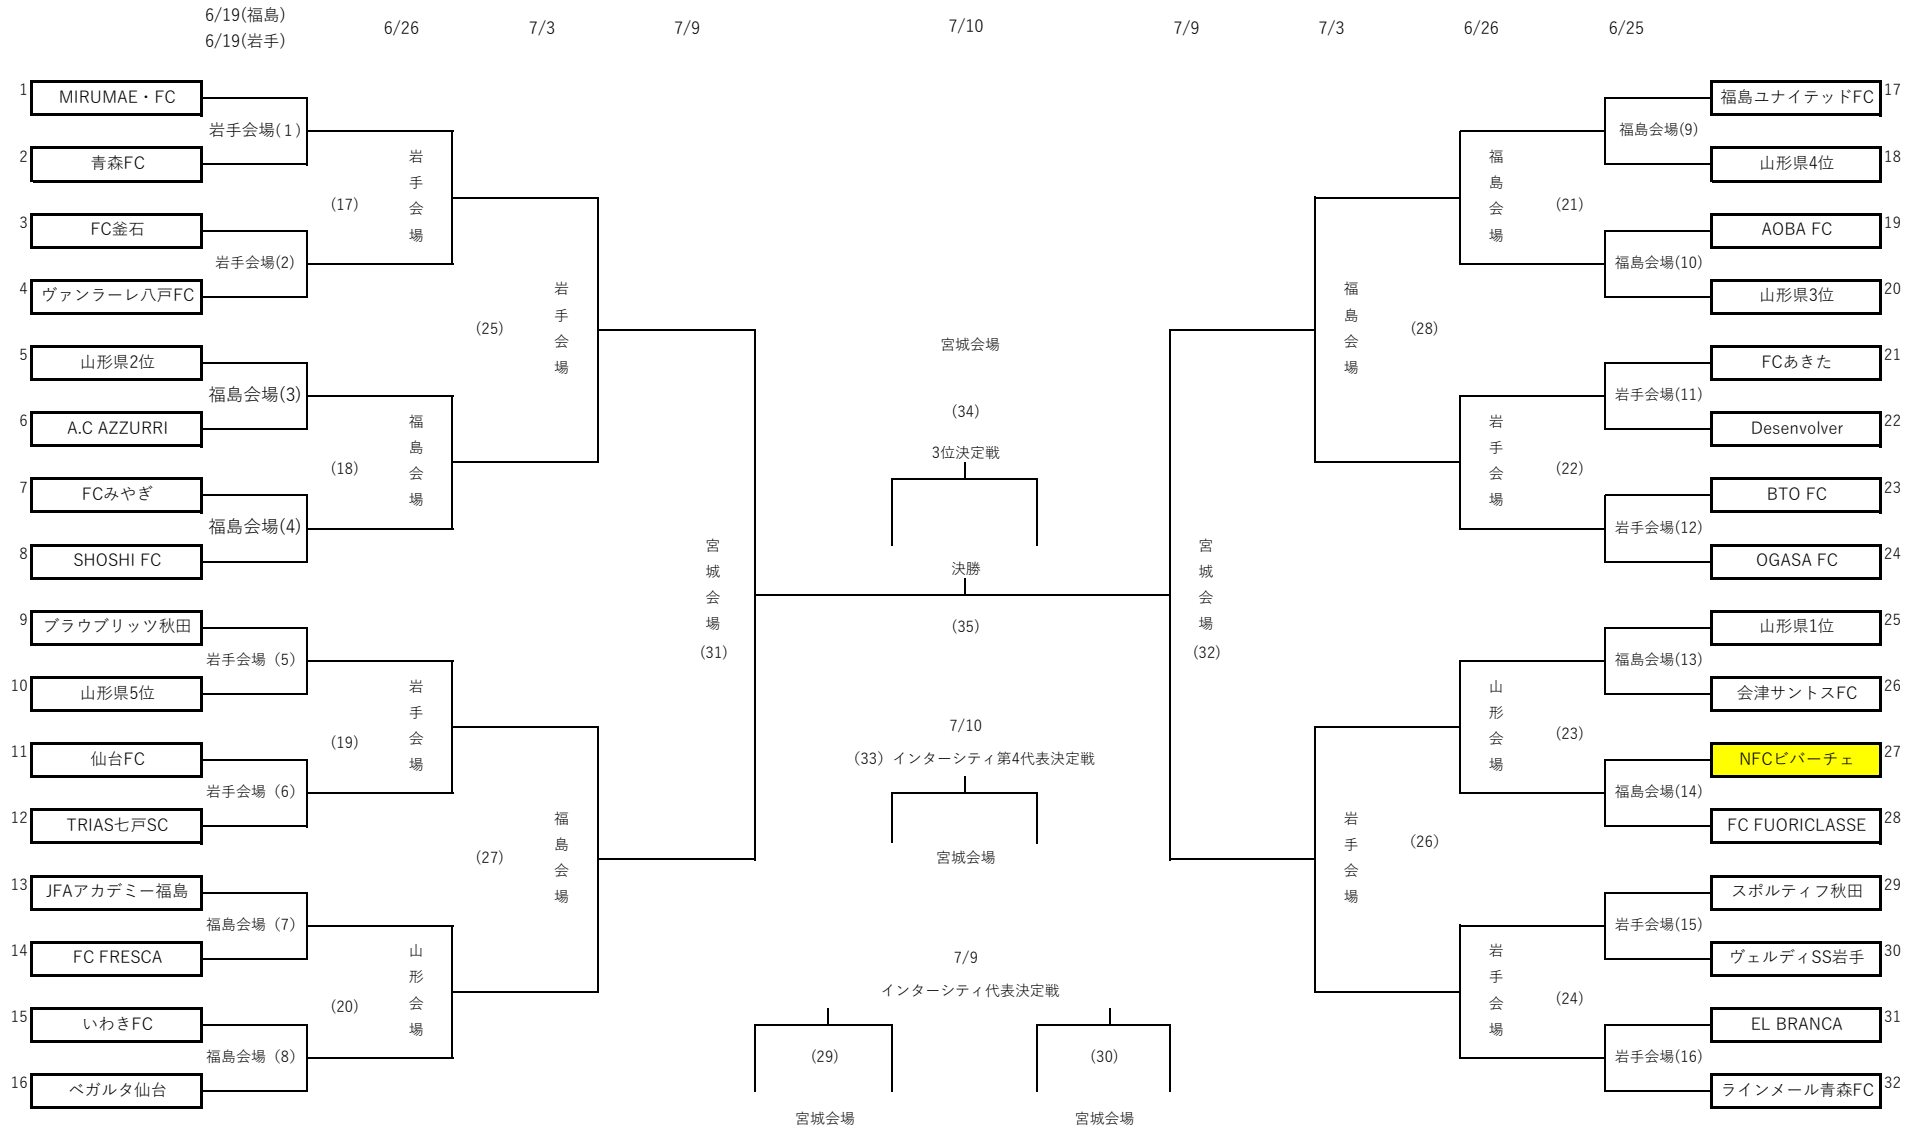 6/19(福島)
6/19(岩手)
6/26
7/3
7/9
7/10
7/9
7/3
6/26
6/25
1 MIRUMAE・FC
岩手会場(１)
2 青森FC
(17)
岩手会場
3 FC釜石
岩手会場(2)
4 ヴァンラーレ八戸FC
(25)
岩手会場
5 山形県2位
福島会場(3)
6 A.C AZZURRI
(18)
福島会場
7 FCみやぎ
福島会場(4)
8 SHOSHI FC
宮城会場
(31)
9 ブラウブリッツ秋田
岩手会場（5）
10 山形県5位
(19)
岩手会場
11 仙台FC
岩手会場（6）
12 TRIAS七戸SC
(27)
福島会場
13 JFAアカデミー福島
福島会場（7）
14 FC FRESCA
(20)
山形会場
15 いわきFC
福島会場（8）
16 ベガルタ仙台
宮城会場
(34)
3位決定戦
決勝
(35)
7/10
（33）インターシティ第4代表決定戦
宮城会場
7/9
インターシティ代表決定戦
(29)
(30)
宮城会場
宮城会場
福島ユナイテッドFC 17
福島会場(9)
山形県4位 18
福島会場
(21)
AOBA FC 19
福島会場(10)
山形県3位 20
福島会場
(28)
FCあきた 21
岩手会場(11)
Desenvolver 22
岩手会場
(22)
BTO FC 23
岩手会場(12)
OGASA FC 24
宮城会場
(32)
山形県1位 25
福島会場(13)
会津サントスFC 26
山形会場
(23)
NFCビバーチェ 27
福島会場(14)
FC FUORICLASSE 28
岩手会場
(26)
スポルティフ秋田 29
岩手会場(15)
ヴェルディSS岩手 30
岩手会場
(24)
EL BRANCA 31
岩手会場(16)
ラインメール青森FC 32